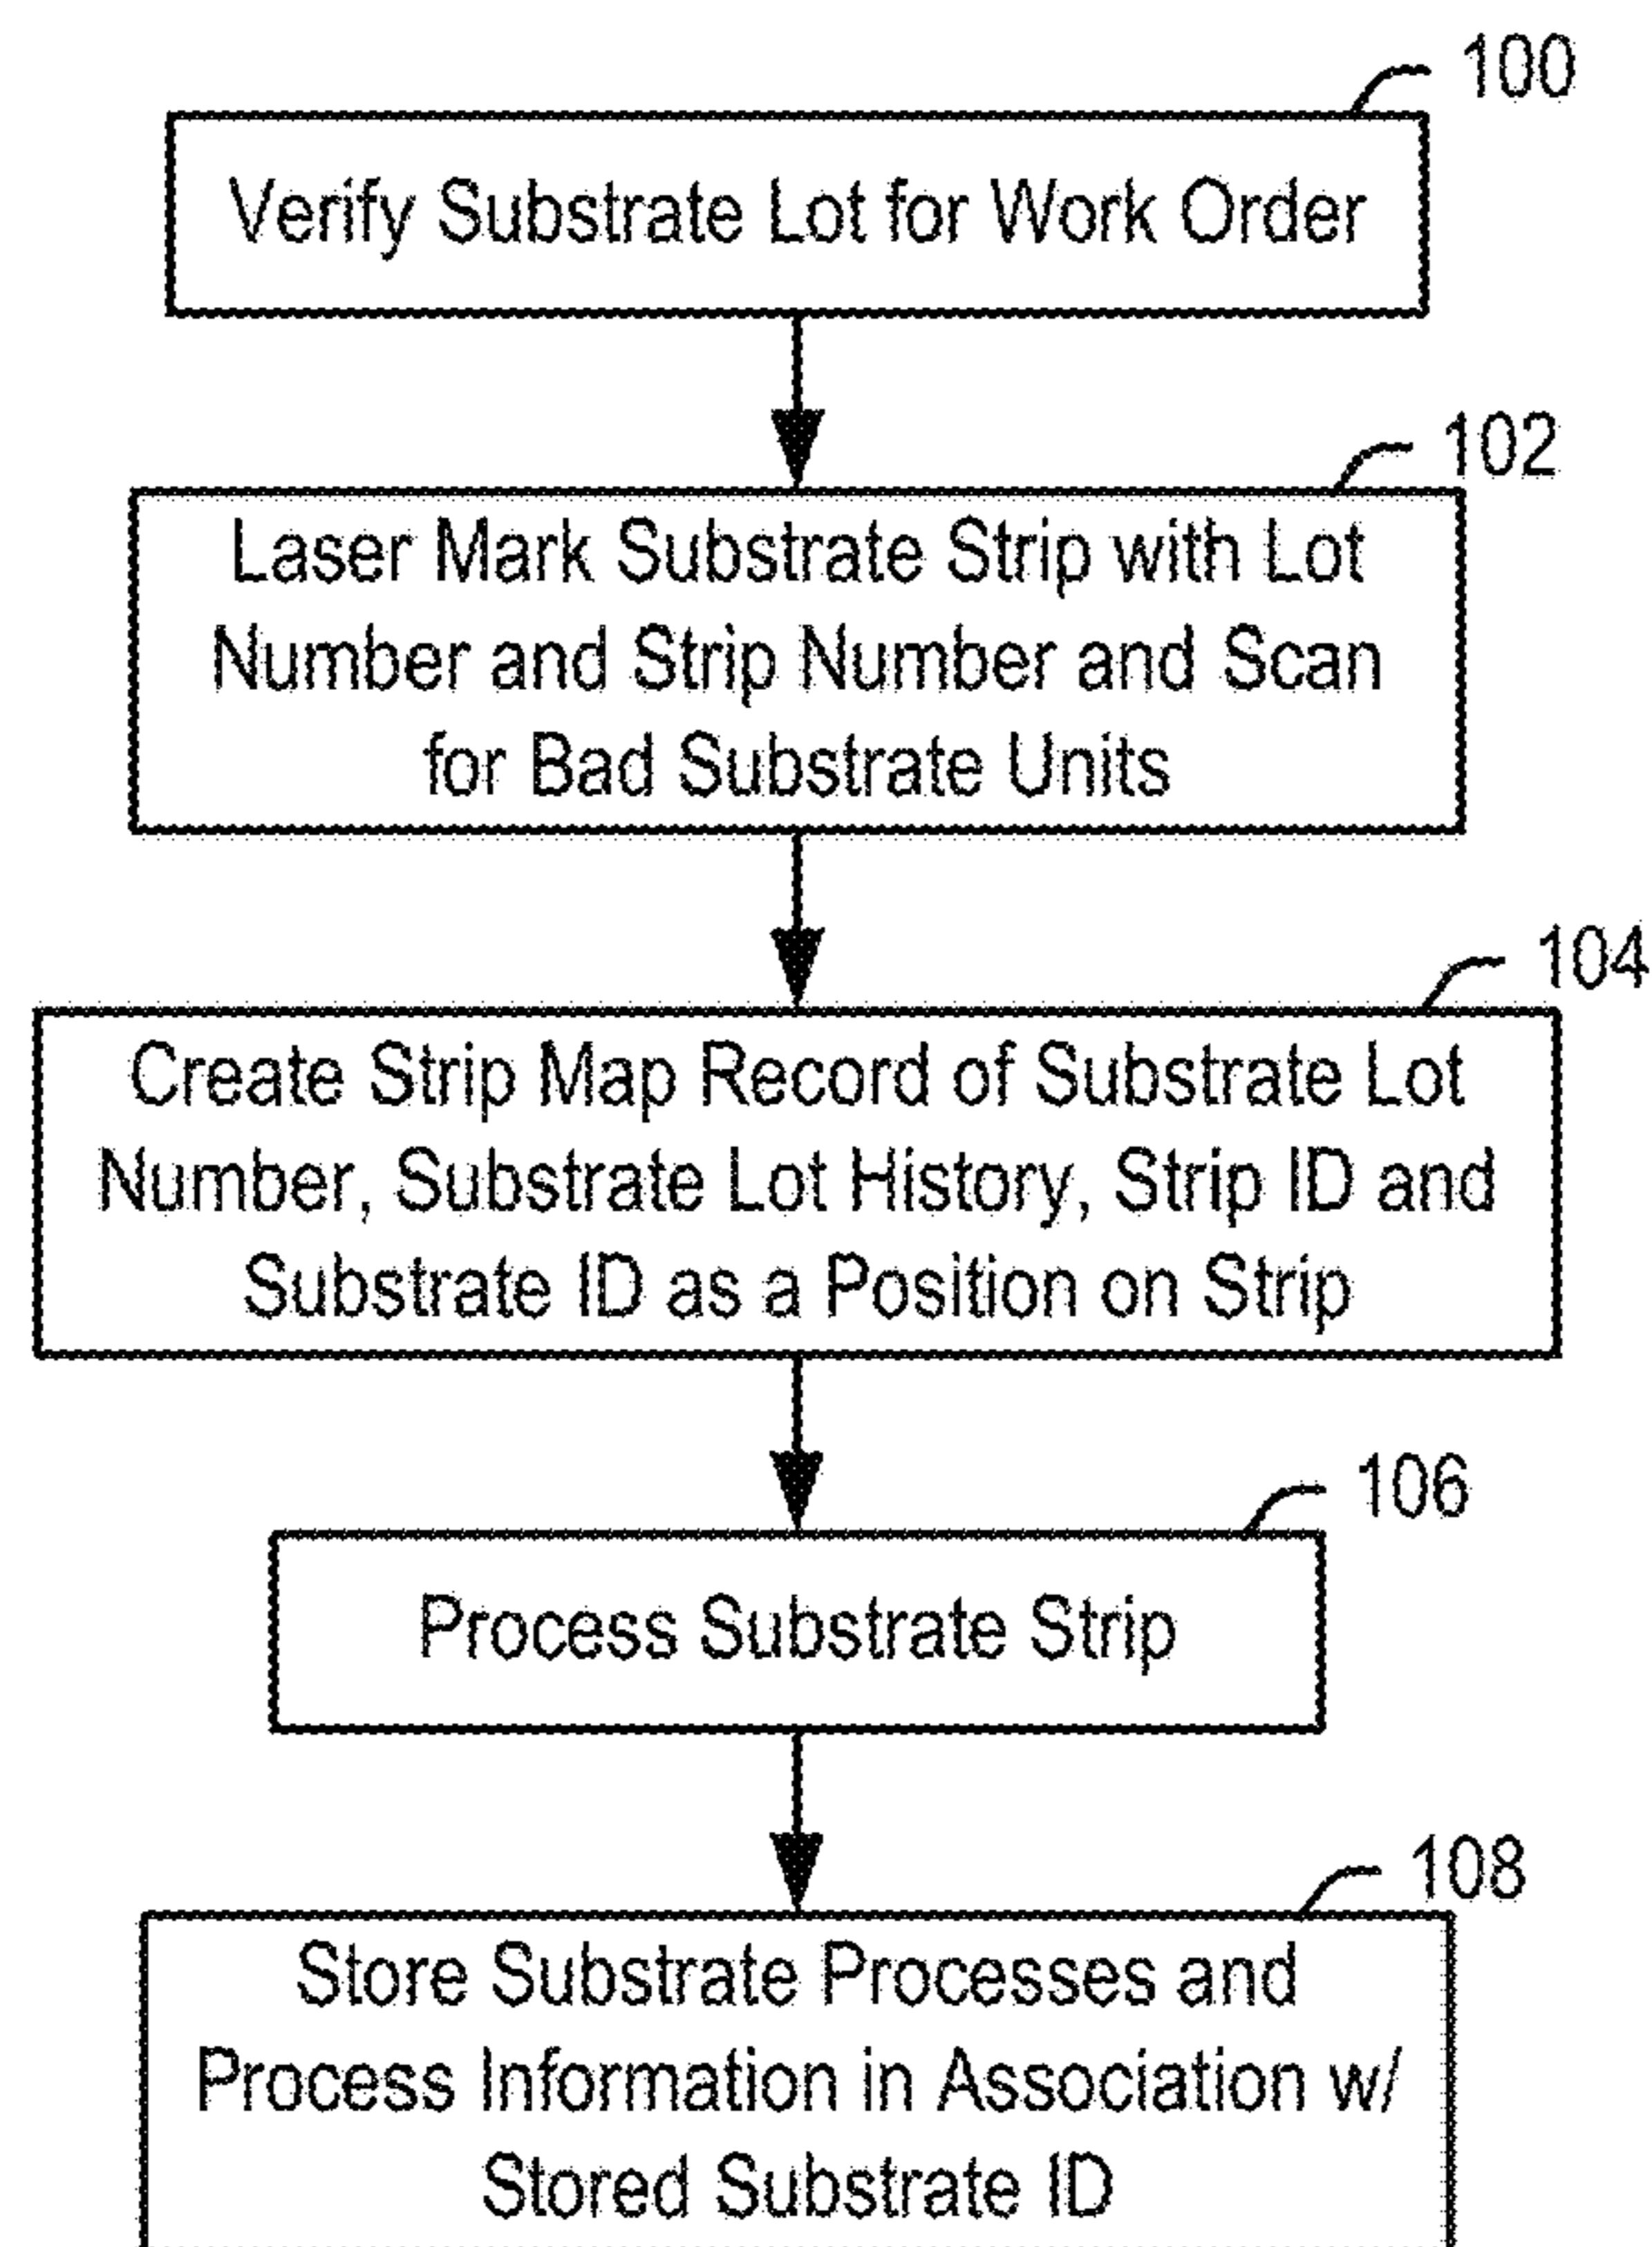 100
Verify Substrate Lot for Work Order
102
Laser Mark Substrate Strip with Lot
Number and Strip Number and Scan
for Bad Substrate Units
104
Create Strip Map Record of Substrate Lot
Number, Substrate Lot History, Strip ID and
Substrate ID as a Position on Strip
106
Process Substrate Strip
108
Store Substrate Processes and
Process Information in Association w/
Stored Substrate ID